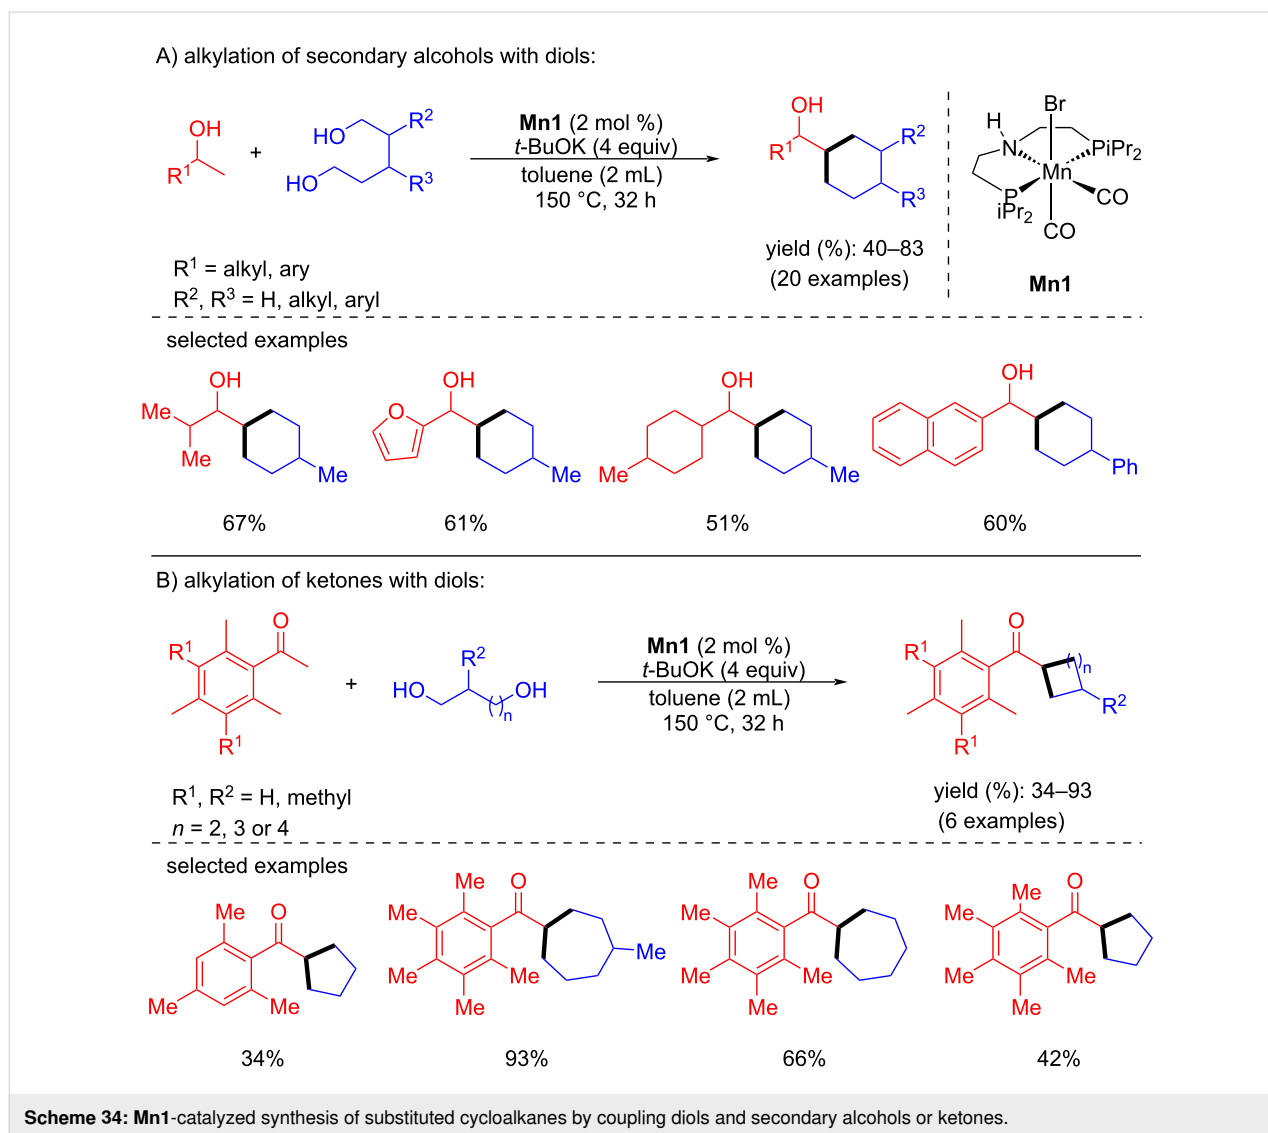 A) alkylation of secondary alcohols with diols:
OH
R¹
+
HO
R²
HO
R³
Mn1 (2 mol %)
t-BuOK (4 equiv)
toluene (2 mL)
150 °C, 32 h
OH
R¹
R²
R³
yield (%): 40–83
(20 examples)
Br
H
N
PiPr2
Mn
P
iPr2
CO
CO
Mn1
R¹ = alkyl, ary
R², R³ = H, alkyl, aryl
selected examples
OH
Me
Me
Me
67%
OH
O
Me
61%
OH
Me
Me
51%
OH
Ph
60%
B) alkylation of ketones with diols:
O
R¹
R¹
+
R²
HO
OH
( )n
Mn1 (2 mol %)
t-BuOK (4 equiv)
toluene (2 mL)
150 °C, 32 h
O
R¹
R¹
( )n
R²
R¹, R² = H, methyl
n = 2, 3 or 4
yield (%): 34–93
(6 examples)
selected examples
Me
O
Me
Me
34%
Me
O
Me
Me
Me
Me
Me
93%
Me
O
Me
Me
Me
Me
66%
Me
O
Me
Me
Me
Me
42%
Scheme 34: Mn1-catalyzed synthesis of substituted cycloalkanes by coupling diols and secondary alcohols or ketones.